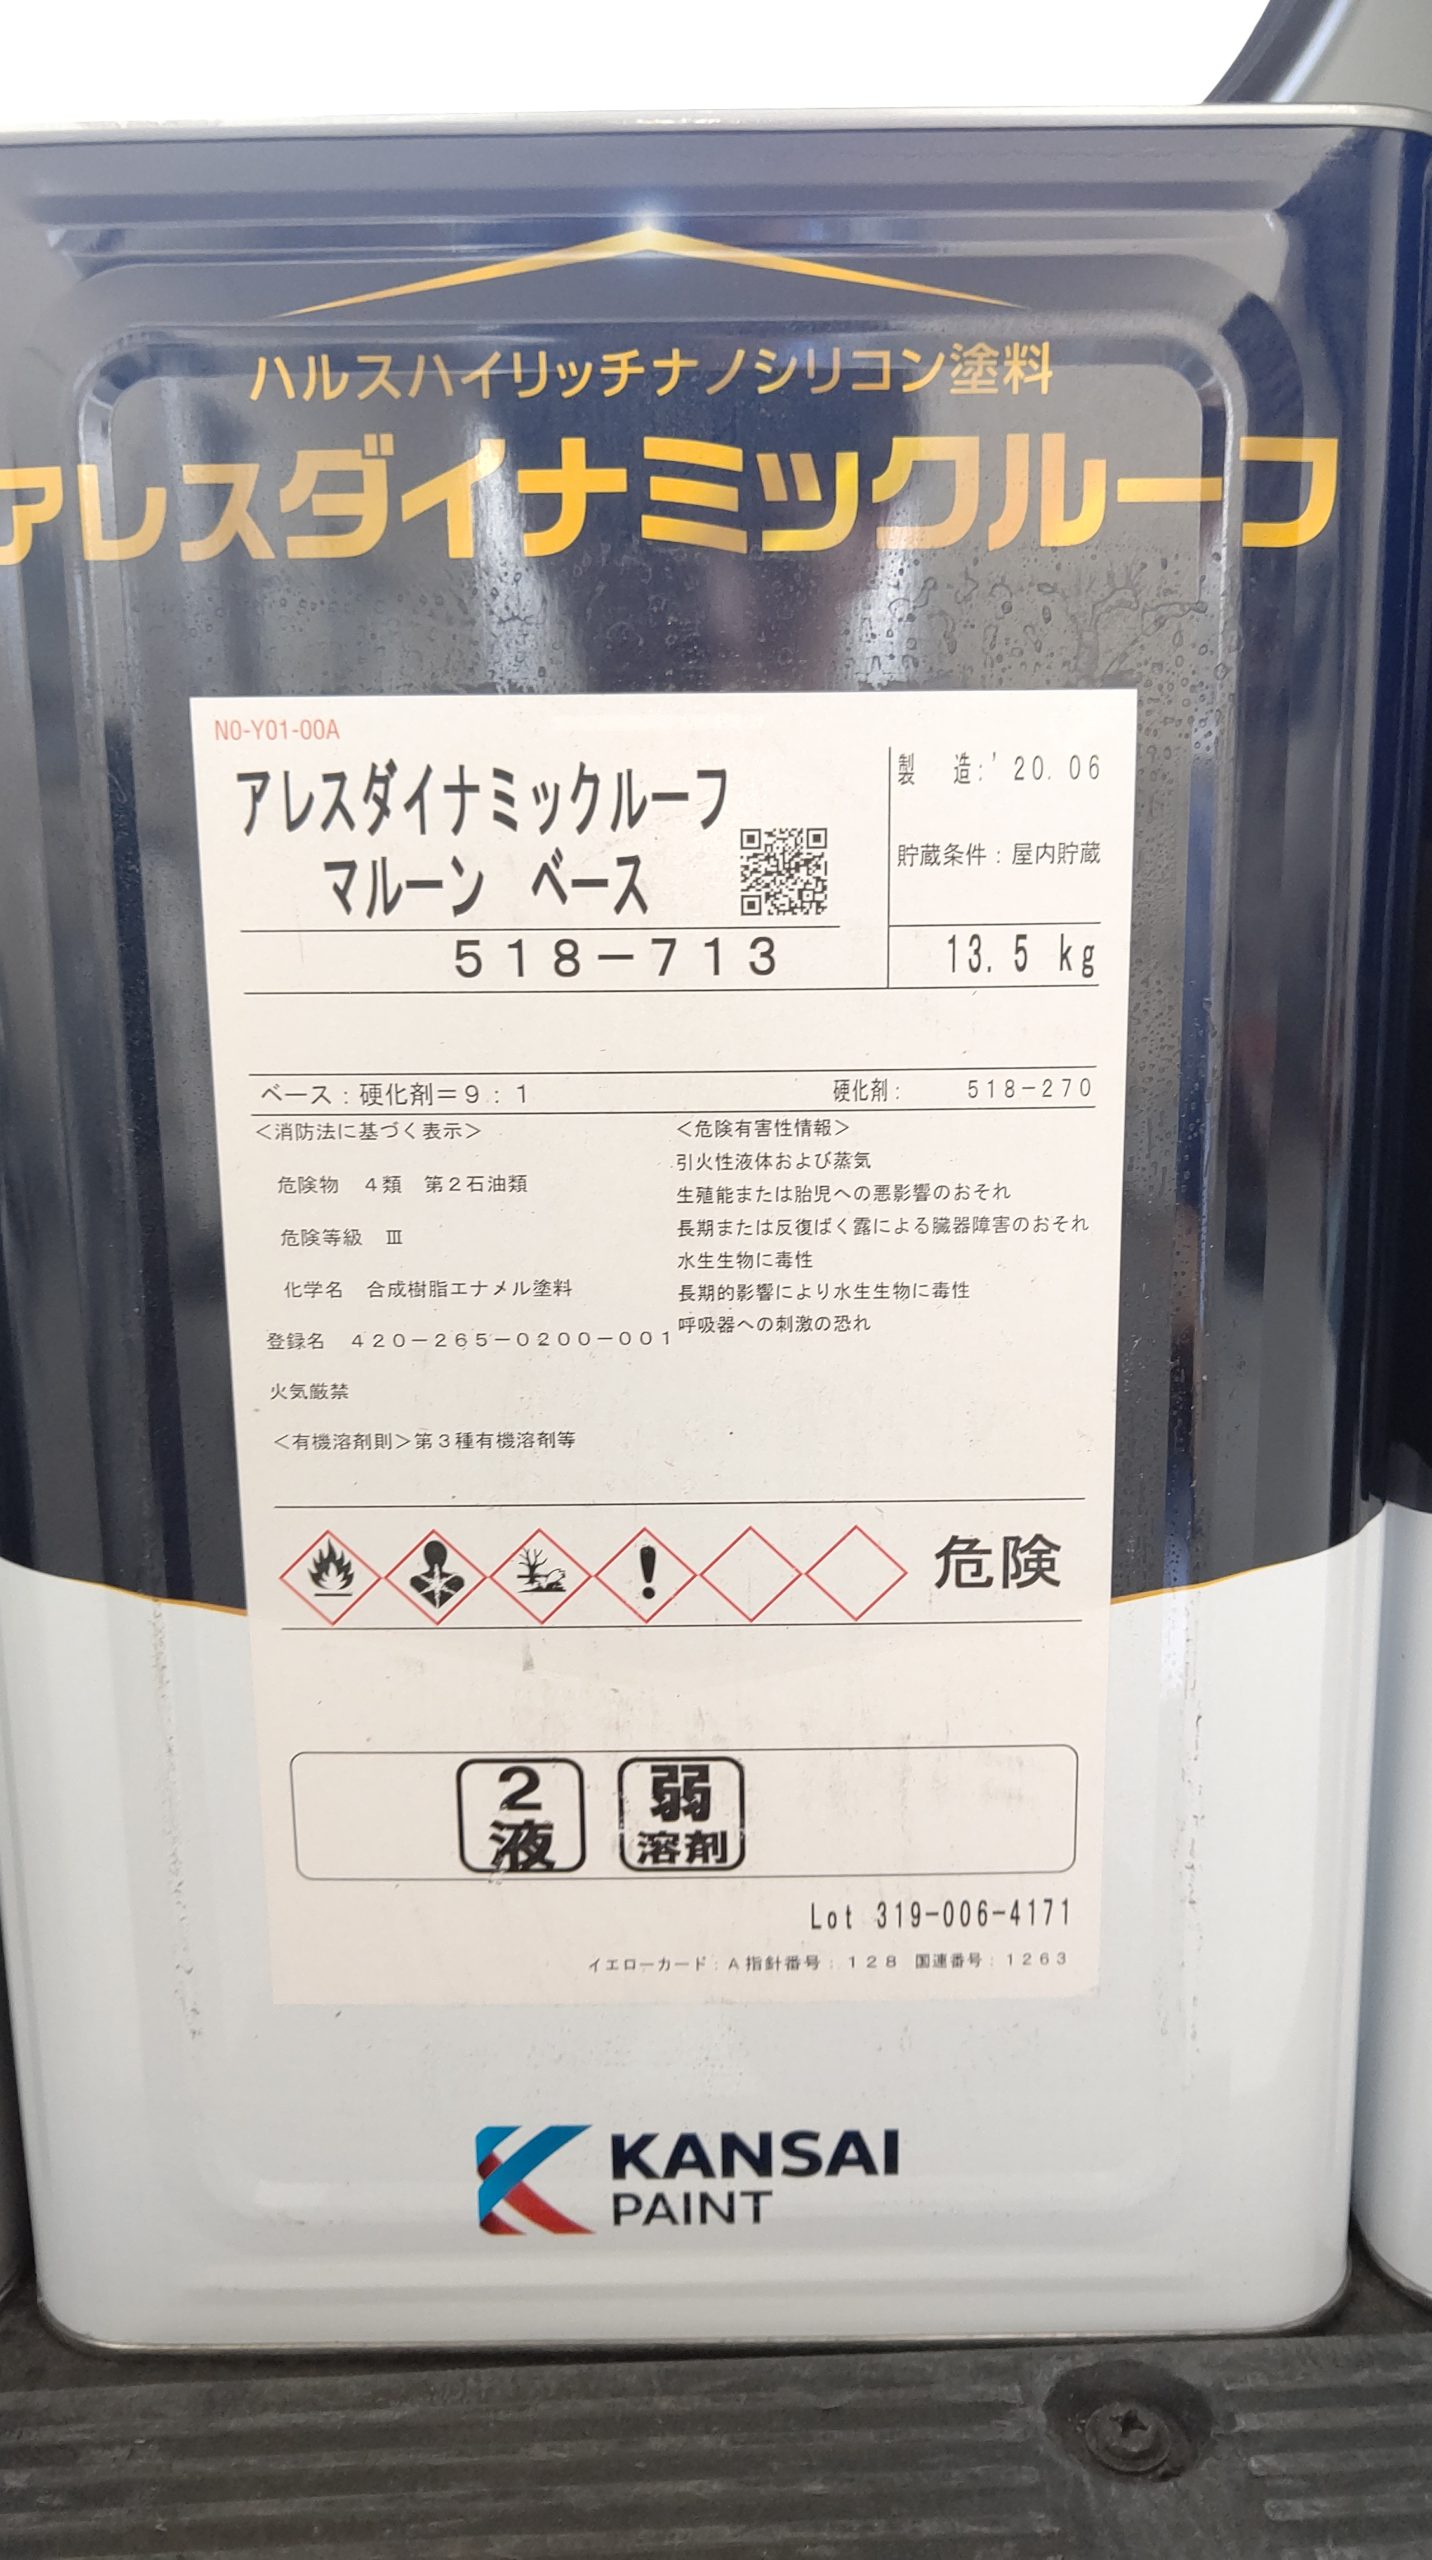 ハルスハイリッチナノシリコン塗料
アレスダイナミックルーフ
N0-Y01-00A
アレスダイナミックルーフ
マルーン ベース
518-713
製 造:'20.06
貯蔵条件:屋内貯蔵
13.5 kg
ベース:硬化剤=9:1 硬化剤: 518-270
<消防法に基づく表示>
危険物 4類 第2石油類
危険等級 Ⅲ
化学名 合成樹脂エナメル塗料
登録名 420-265-0200-001
火気厳禁
<有機溶剤則>第3種有機溶剤等
<危険有害性情報>
引火性液体および蒸気
生殖能または胎児への悪影響のおそれ
長期または反復ばく露による臓器障害のおそれ
水生生物に毒性
長期的影響により水生生物に毒性
呼吸器への刺激の恐れ
危険
2
液
弱
溶剤
Lot 319-006-4171
イエローカード:A指針番号:128 国連番号:1263
KANSAI
PAINT